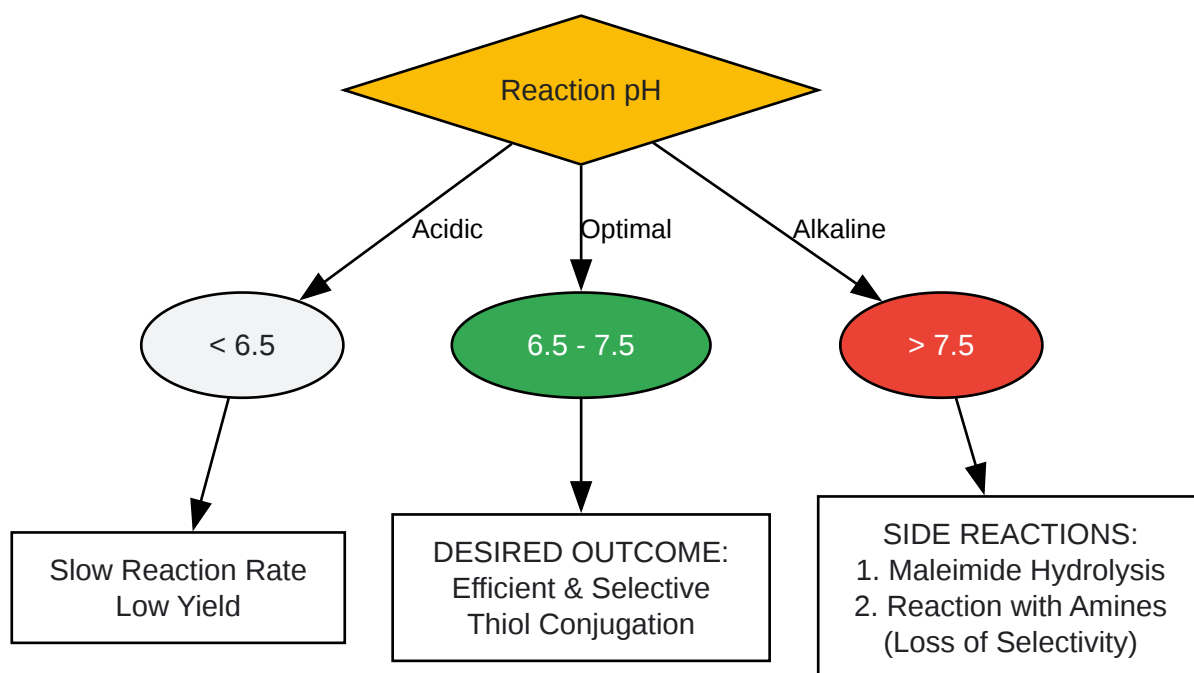 Reaction pH
Acidic
Optimal
Alkaline
< 6.5
6.5 - 7.5
> 7.5
Slow Reaction Rate
Low Yield
DESIRED OUTCOME:
Efficient & Selective
Thiol Conjugation
SIDE REACTIONS:
1. Maleimide Hydrolysis
2. Reaction with Amines
(Loss of Selectivity)